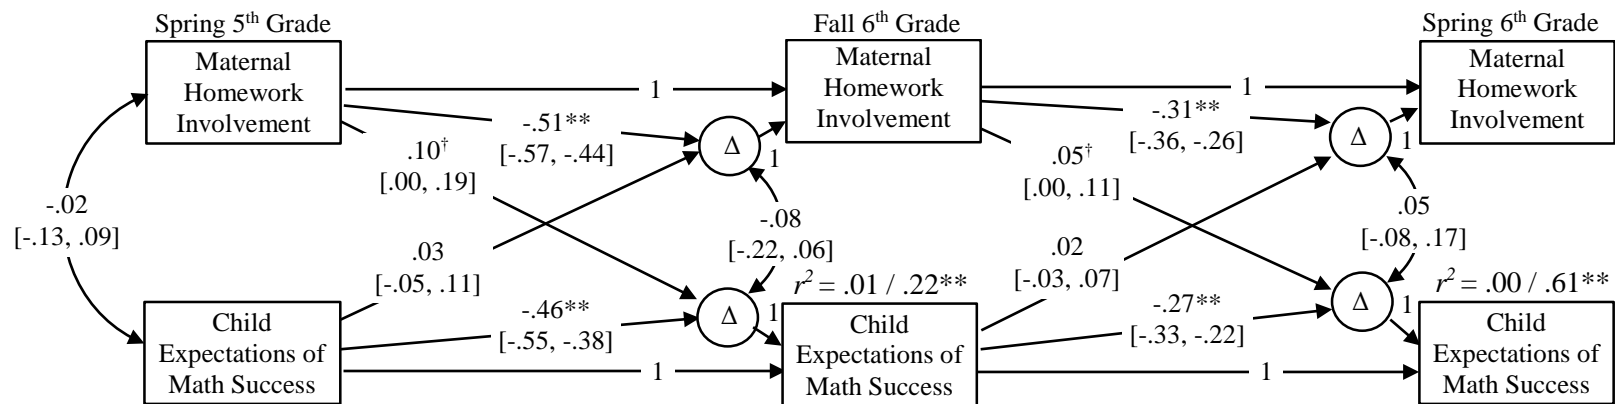 Spring 5th Grade
Fall 6th Grade
Spring 6th Grade
Maternal
Homework
Involvement
Maternal
Homework
Involvement
Maternal
Homework
Involvement
1
1
-.51**
[-.57, -.44]
-.31**
[-.36, -.26]
Δ
1
Δ
1
.10†
[.00, .19]
.05†
[.00, .11]
-.02
[-.13, .09]
-.08
[-.22, .06]
.05
[-.08, .17]
.03
[-.05, .11]
.02
[-.03, .07]
r² = .01 / .22**
r² = .00 / .61**
-.46**
[-.55, -.38]
-.27**
[-.33, -.22]
Δ
1
Δ
1
Child
Expectations of
Math Success
Child
Expectations of
Math Success
Child
Expectations of
Math Success
1
1